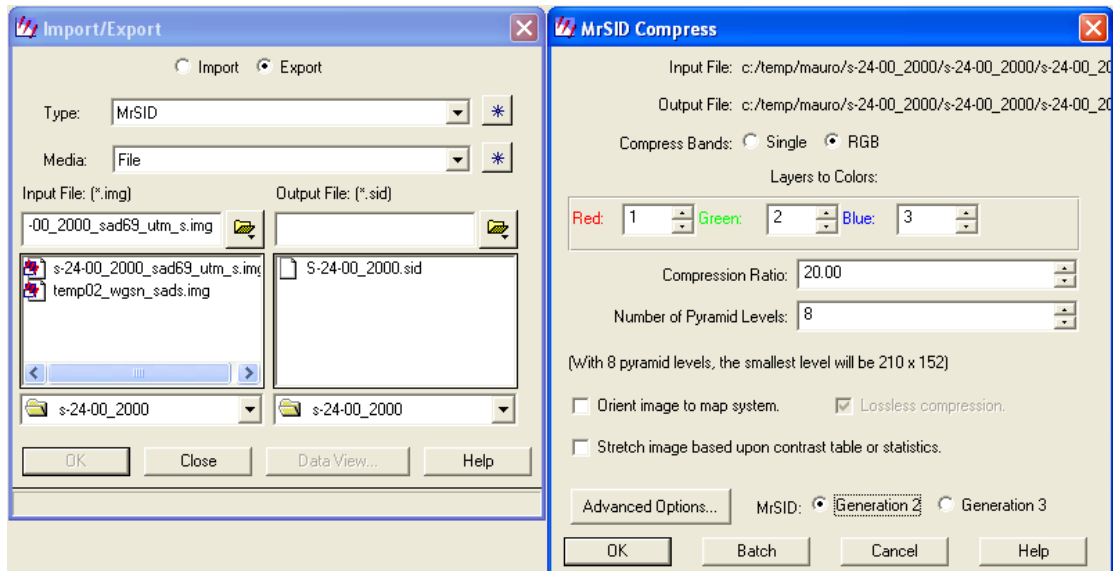 Import/Export
Import Export
Type: MrSID
Media: File
Input File: (*.img) Output File: (*.sid)
-00_2000_sad69_utm_s.img
s-24-00_2000_sad69_utm_s.img S-24-00_2000.sid
temp02_wgsn_sads.img
s-24-00_2000 s-24-00_2000
OK Close Data View... Help
MrSID Compress
Input File: c:/temp/mauro/s-24-00_2000/s-24-00_2000/s-24-00_20
Output File: c:/temp/mauro/s-24-00_2000/s-24-00_2000/s-24-00_20
Compress Bands: Single RGB
Layers to Colors:
Red: 1 Green: 2 Blue: 3
Compression Ratio: 20.00
Number of Pyramid Levels: 8
(With 8 pyramid levels, the smallest level will be 210 x 152)
Orient image to map system. Lossless compression.
Stretch image based upon contrast table or statistics.
Advanced Options... MrSID: Generation 2 Generation 3
OK Batch Cancel Help